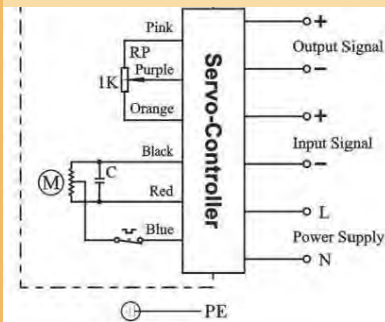 Pink
RP
1K
Purple
Orange
Black
C
M
Red
Blue
Servo-Controller
+
Output Signal
−
+
Input Signal
−
L
Power Supply
N
PE